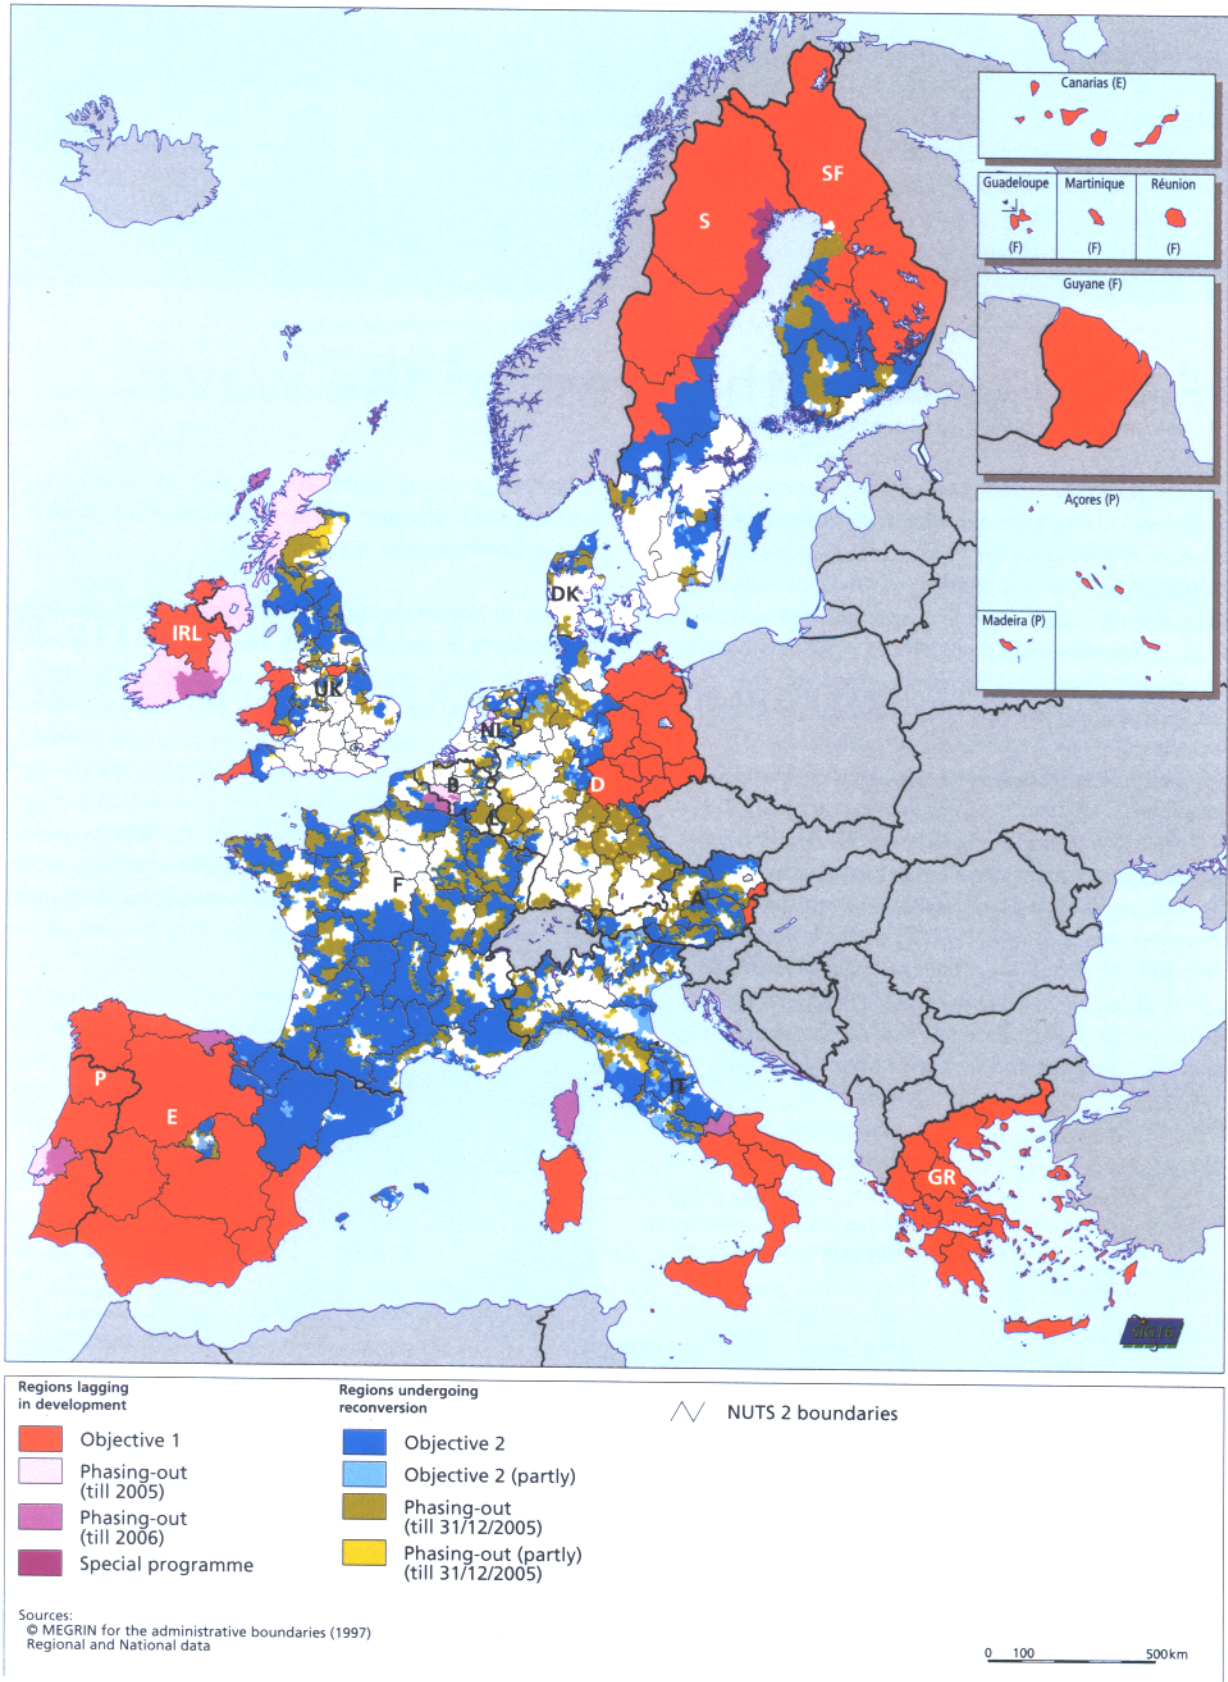 Canarias (E)
Guadeloupe
Martinique
Réunion
(F)
(F)
(F)
Guyane (F)
Açores (P)
Madeira (P)
SF
S
DK
IRL
UK
NL
B
D
L
F
A
P
E
IT
GR
SIG16
Regions lagging
in development
Objective 1
Phasing-out
(till 2005)
Phasing-out
(till 2006)
Special programme
Regions undergoing
reconversion
Objective 2
Objective 2 (partly)
Phasing-out
(till 31/12/2005)
Phasing-out (partly)
(till 31/12/2005)
NUTS 2 boundaries
Sources:
© MEGRIN for the administrative boundaries (1997)
Regional and National data
0 100 500 km